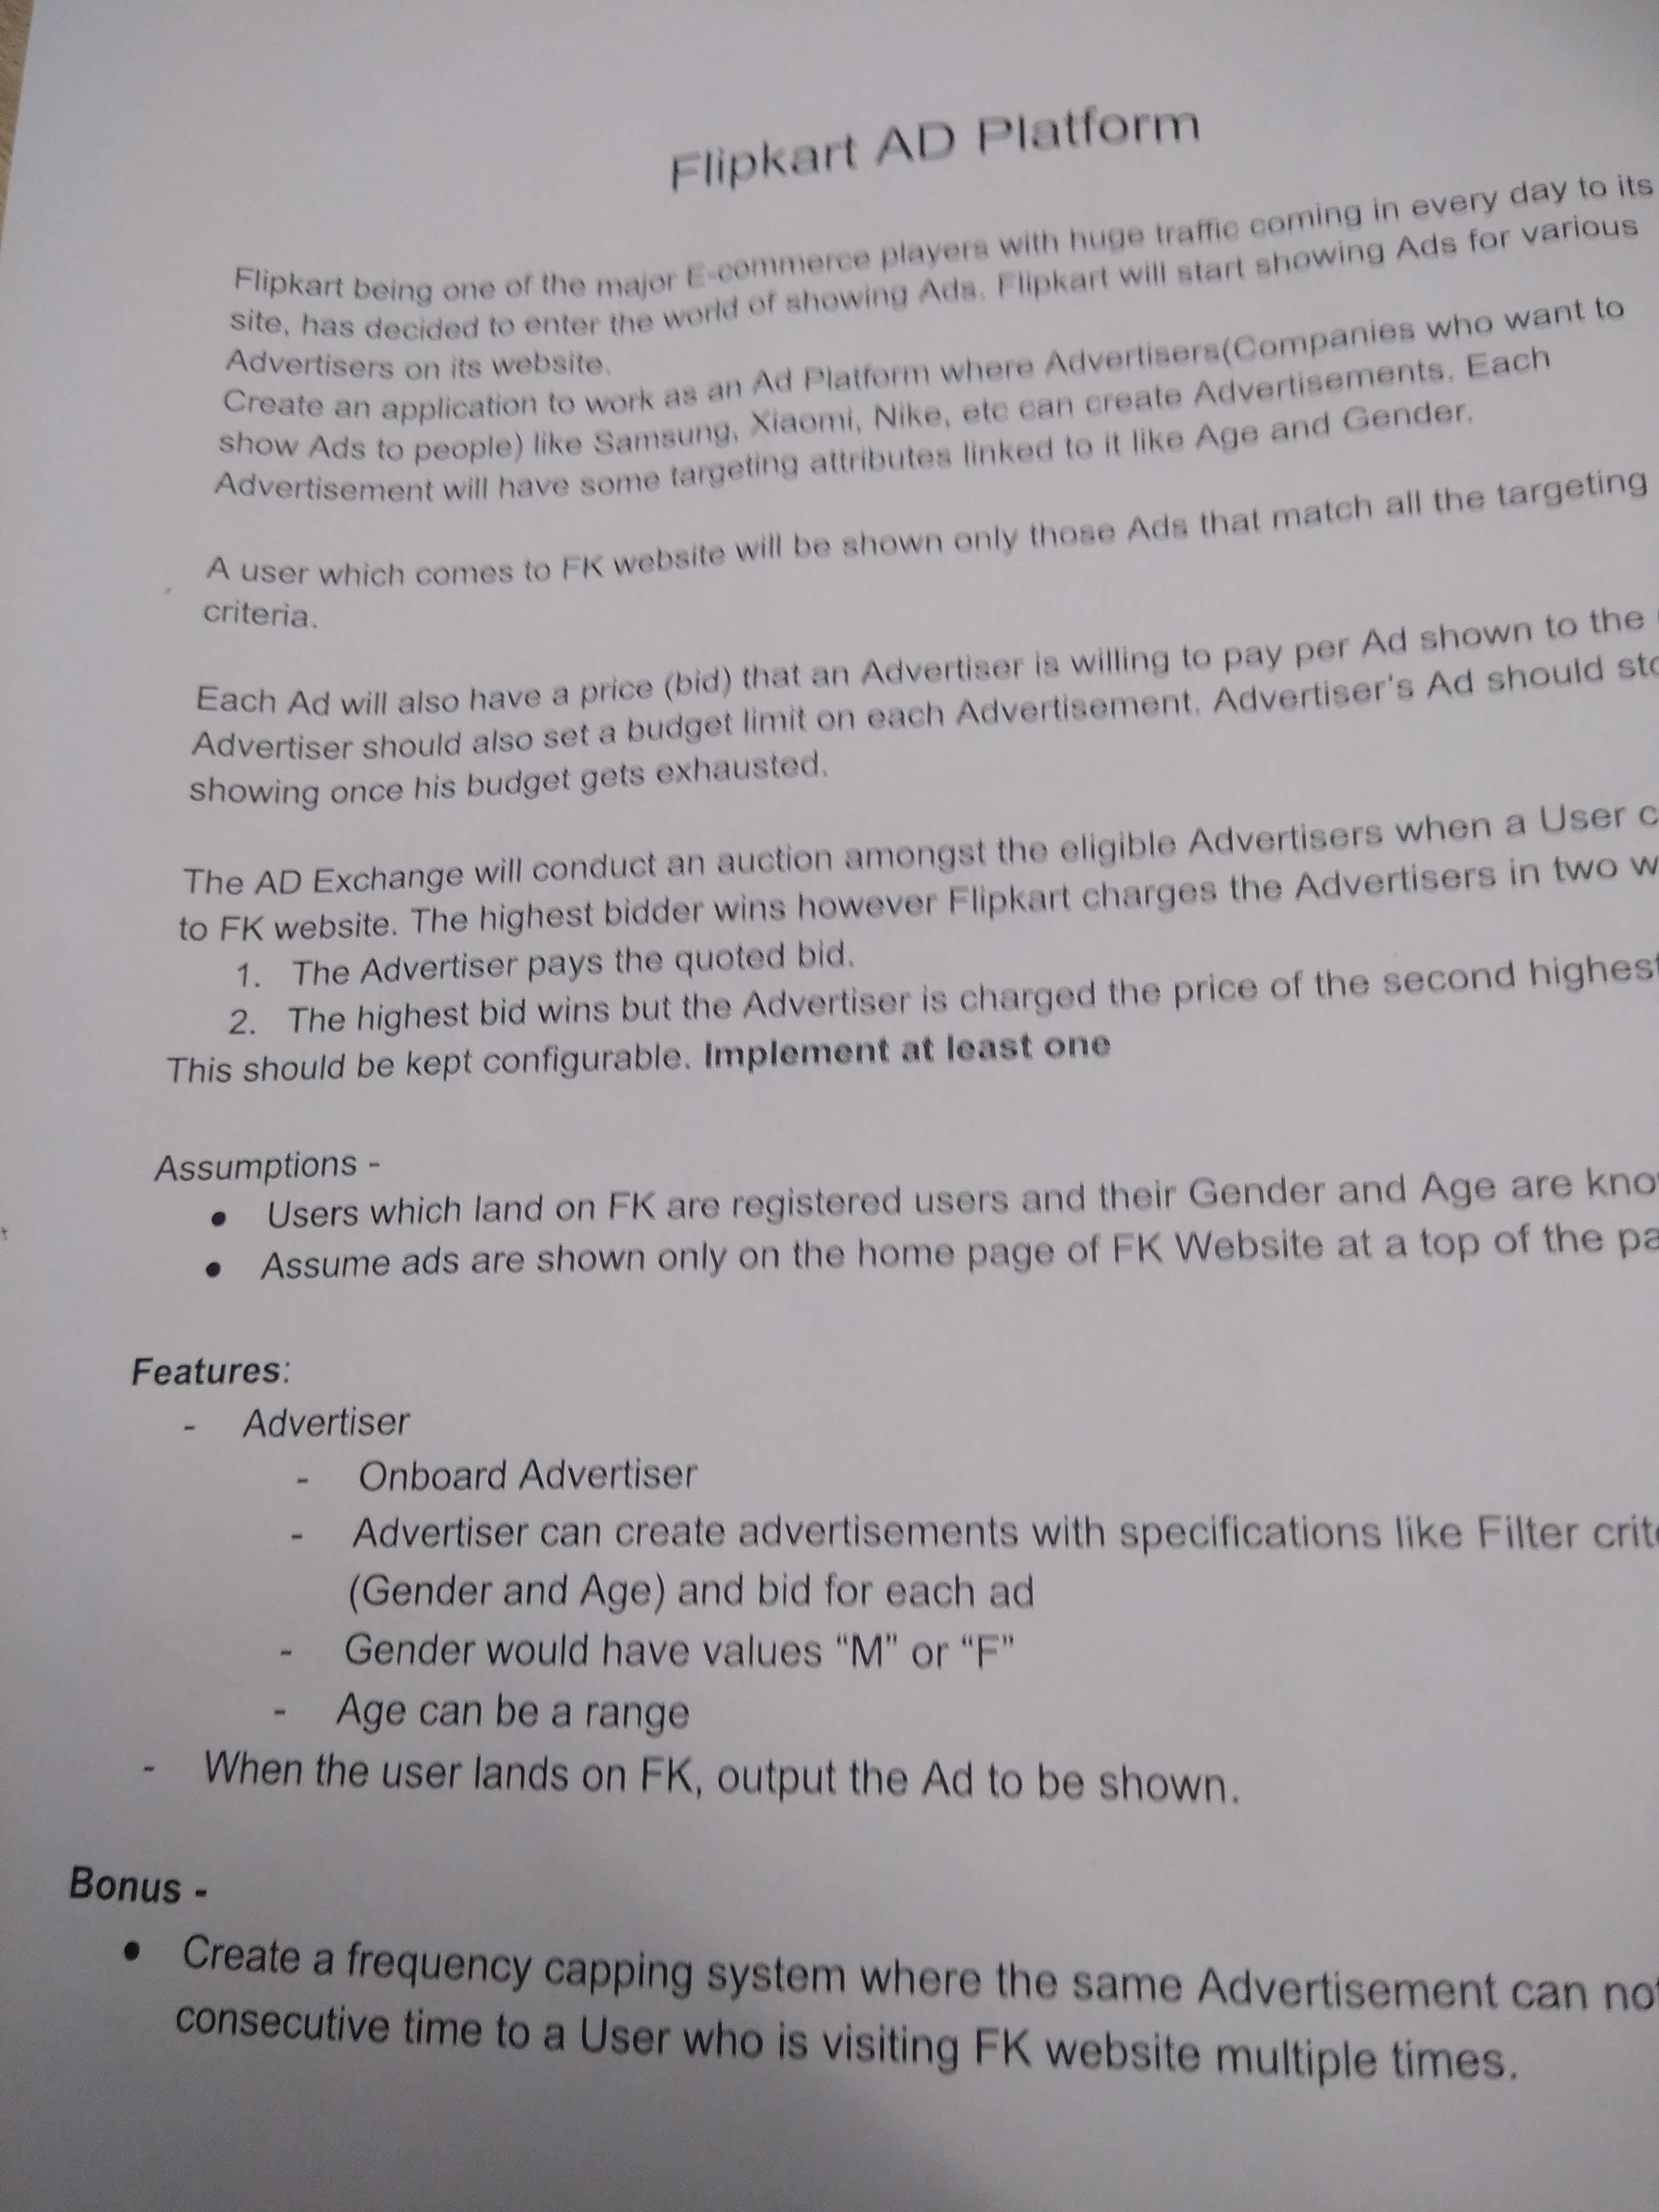 Flipkart AD Platform
Flipkart being one of the major E-commerce players with huge traffic coming in every day to its
site, has decided to enter the world of showing Ads. Flipkart will start showing Ads for various
Advertisers on its website.
Create an application to work as an Ad Platform where Advertisers(Companies who want to
show Ads to people) like Samsung, Xiaomi, Nike, etc can create Advertisements. Each
Advertisement will have some targeting attributes linked to it like Age and Gender.
A user which comes to FK website will be shown only those Ads that match all the targeting
criteria.
Each Ad will also have a price (bid) that an Advertiser is willing to pay per Ad shown to the
Advertiser should also set a budget limit on each Advertisement. Advertiser's Ad should
showing once his budget gets exhausted.
The AD Exchange will conduct an auction amongst the eligible Advertisers when a User
to FK website. The highest bidder wins however Flipkart charges the Advertisers in two
1. The Advertiser pays the quoted bid.
2. The highest bid wins but the Advertiser is charged the price of the second highest
This should be kept configurable. Implement at least one
Assumptions -
• Users which land on FK are registered users and their Gender and Age are
• Assume ads are shown only on the home page of FK Website at a top of the
Features:
- Advertiser
- Onboard Advertiser
- Advertiser can create advertisements with specifications like Filter
(Gender and Age) and bid for each ad
- Gender would have values “M” or “F”
- Age can be a range
- When the user lands on FK, output the Ad to be shown.
Bonus -
• Create a frequency capping system where the same Advertisement can
consecutive time to a User who is visiting FK website multiple times.